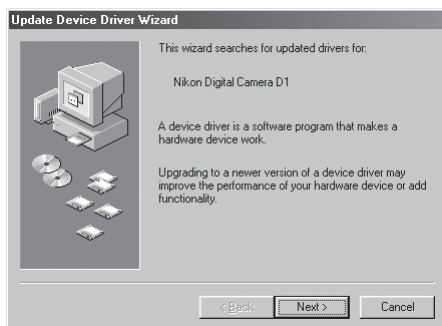 Update Device Driver Wizard
This wizard searches for updated drivers for:
Nikon Digital Camera D1
A device driver is a software program that makes a
hardware device work.
Upgrading to a newer version of a device driver may
improve the performance of your hardware device or add
functionality.
< Back
Next >
Cancel